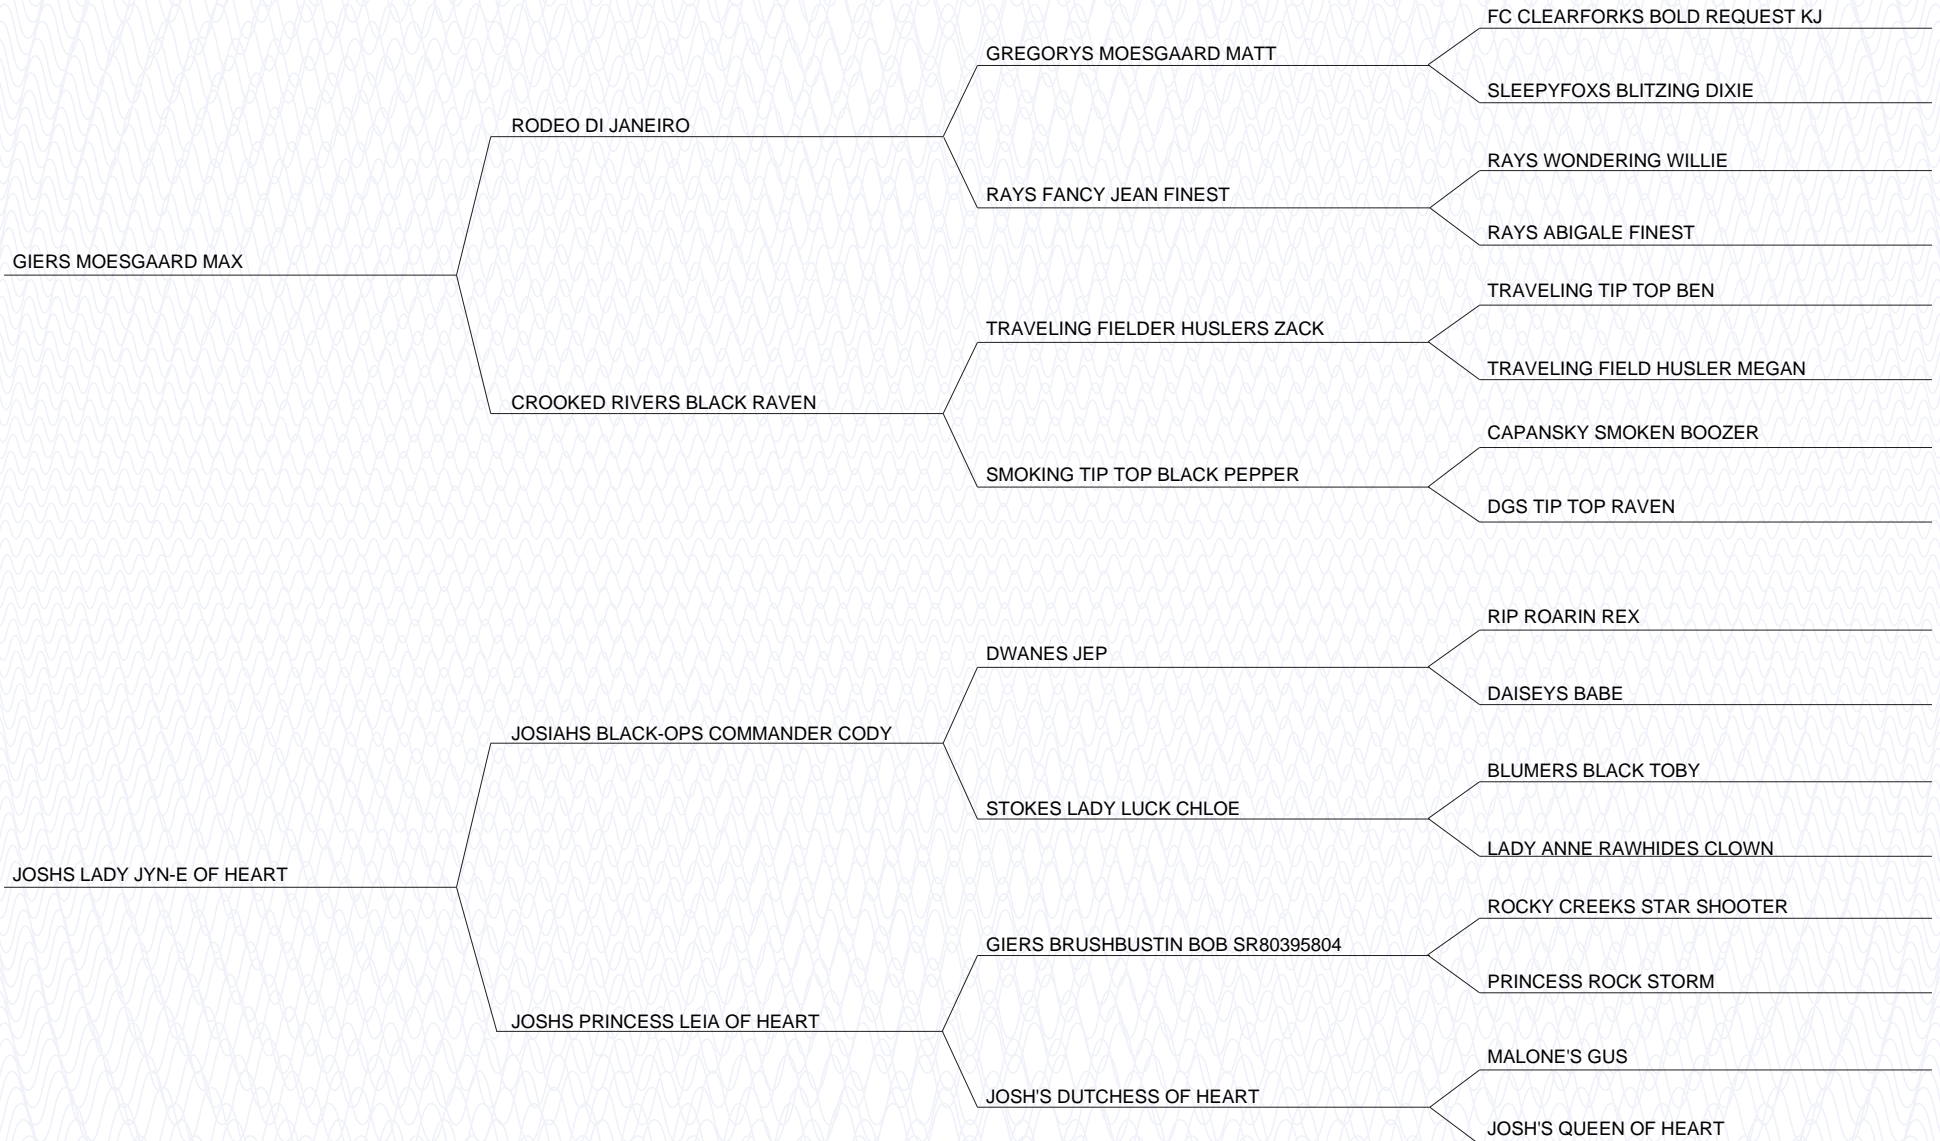 FC CLEARFORKS BOLD REQUEST KJ
GREGORYS MOESGAARD MATT
SLEEPYFOXS BLITZING DIXIE
RODEO DI JANEIRO
RAYS WONDERING WILLIE
RAYS FANCY JEAN FINEST
RAYS ABIGALE FINEST
GIERS MOESGAARD MAX
TRAVELING TIP TOP BEN
TRAVELING FIELDER HUSLERS ZACK
TRAVELING FIELD HUSLER MEGAN
CROOKED RIVERS BLACK RAVEN
CAPANSKY SMOKEN BOOZER
SMOKING TIP TOP BLACK PEPPER
DGS TIP TOP RAVEN
RIP ROARIN REX
DWANES JEP
DAISEYS BABE
JOSIAHS BLACK-OPS COMMANDER CODY
BLUMERS BLACK TOBY
STOKES LADY LUCK CHLOE
LADY ANNE RAWHIDES CLOWN
JOSHS LADY JYN-E OF HEART
ROCKY CREEKS STAR SHOOTER
GIERS BRUSHBUSTIN BOB SR80395804
PRINCESS ROCK STORM
JOSHS PRINCESS LEIA OF HEART
MALONE'S GUS
JOSH'S DUTCHESS OF HEART
JOSH'S QUEEN OF HEART